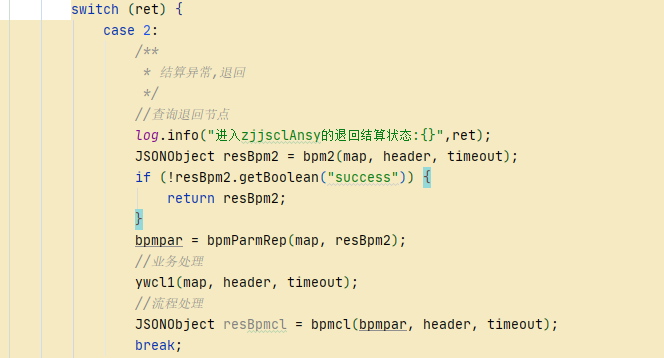 switch (ret) {
case 2:
/**
* 结算异常,退回
*/
//查询退回节点
log.info("进入zjjsclAnsy的退回结算状态:{}",ret);
JSONObject resBpm2 = bpm2(map, header, timeout);
if (!resBpm2.getBoolean("success")) {
return resBpm2;
}
bpmpar = bpmParmRep(map, resBpm2);
//业务处理
ywcl1(map, header, timeout);
//流程处理
JSONObject resBpmcl = bpmcl(bpmpar, header, timeout);
break;